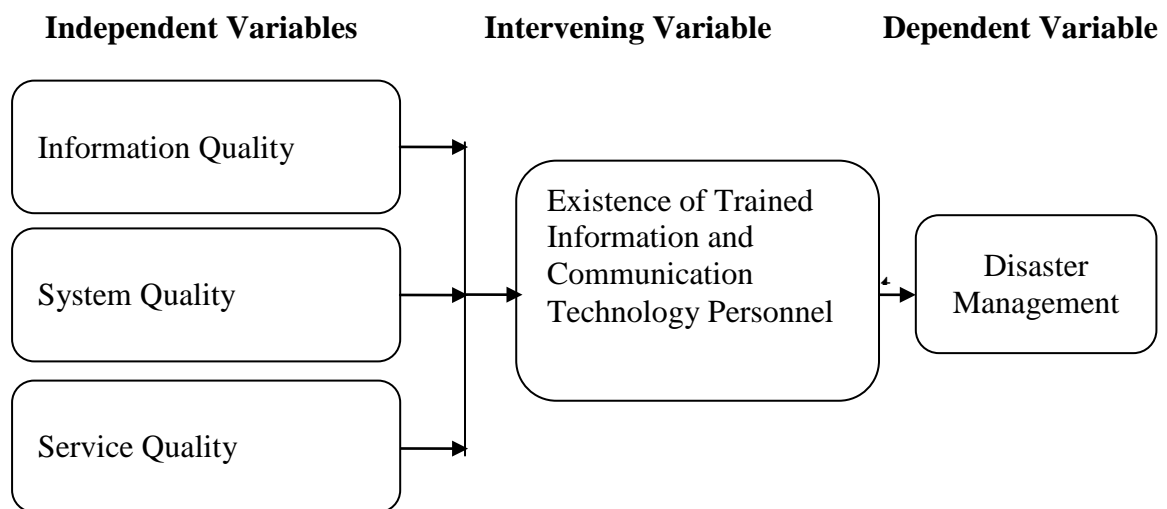 Independent Variables
Intervening Variable
Dependent Variable
Information Quality
System Quality
Service Quality
Existence of Trained
Information and
Communication
Technology Personnel
Disaster
Management